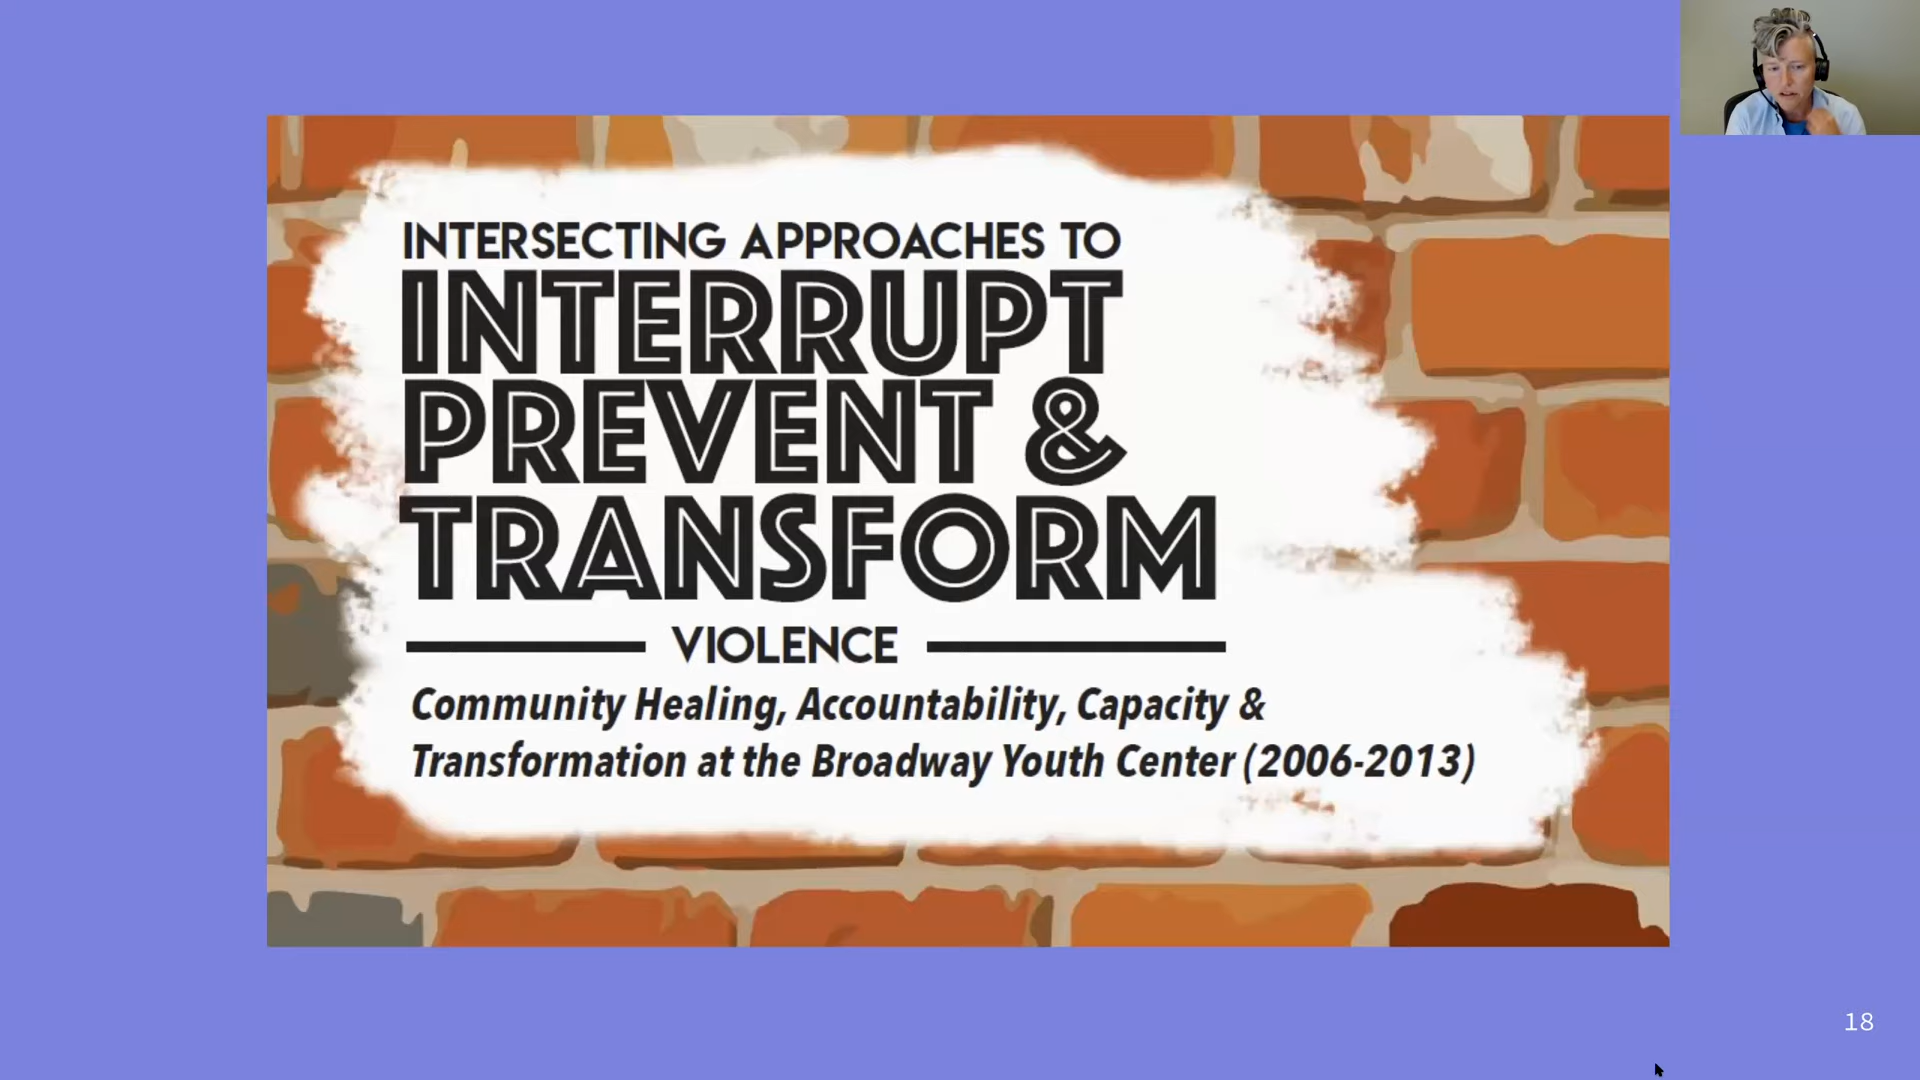 INTERSECTING APPROACHES TO
INTERRUPT
PREVENT &
TRANSFORM
VIOLENCE
Community Healing, Accountability, Capacity &
Transformation at the Broadway Youth Center (2006-2013)
18